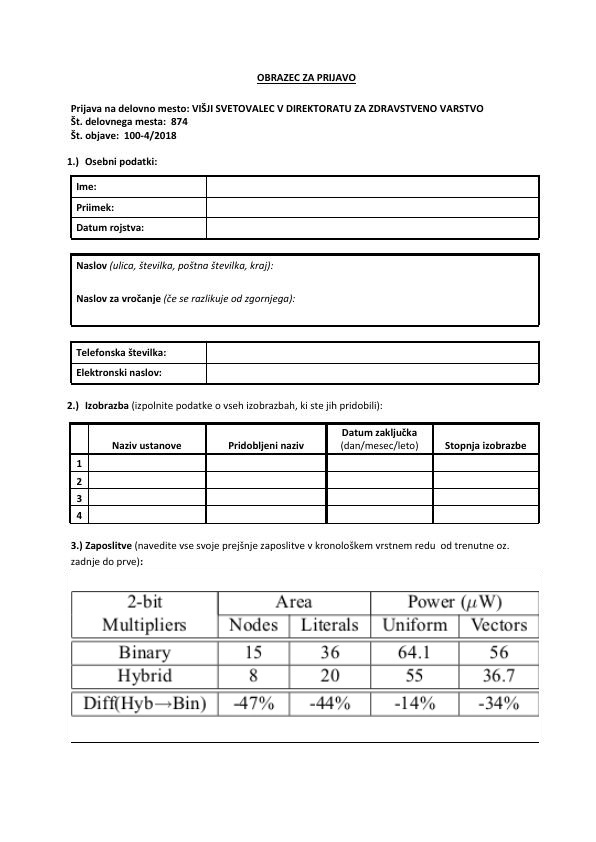 OBRAZEC ZA PRIJAVO
Prijava na delovno mesto: VIŠJI SVETOVALEC V DIREKTORATU ZA ZDRAVSTVENO VARSTVO
Št. delovnega mesta: 874
Št. objave: 100-4/2018
1.) Osebni podatki:
Ime:
Priimek:
Datum rojstva:
Naslov (ulica, številka, poštna številka, kraj):
Naslov za vročanje (če se razlikuje od zgornjega):
Telefonska številka:
Elektronski naslov:
2.) Izobrazba (izpolnite podatke o vseh izobrazbah, ki ste jih pridobili):
Naziv ustanove Pridobljeni naziv Datum zaključka (dan/mesec/leto) Stopnja izobrazbe
1
2
3
4
3.) Zaposlitve (navedite vse svoje prejšnje zaposlitve v kronološkem vrstnem redu od trenutne oz.
zadnje do prve):
2-bit Area Power (μW)
Multipliers Nodes Literals Uniform Vectors
Binary 15 36 64.1 56
Hybrid 8 20 55 36.7
Diff(Hyb→Bin) -47% -44% -14% -34%